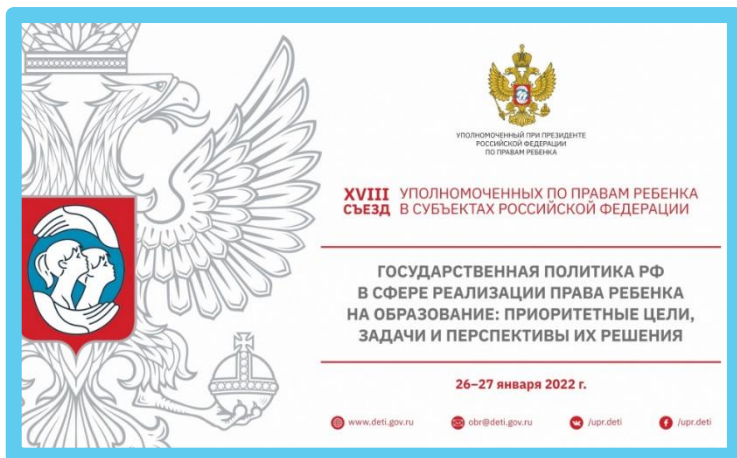 УПОЛНОМОЧЕННЫЙ ПРИ ПРЕЗИДЕНТЕ
РОССИЙСКОЙ ФЕДЕРАЦИИ
ПО ПРАВАМ РЕБЕНКА
XVIII УПОЛНОМОЧЕННЫХ ПО ПРАВАМ РЕБЕНКА
СЪЕЗД В СУБЪЕКТАХ РОССИЙСКОЙ ФЕДЕРАЦИИ
ГОСУДАРСТВЕННАЯ ПОЛИТИКА РФ
В СФЕРЕ РЕАЛИЗАЦИИ ПРАВА РЕБЕНКА
НА ОБРАЗОВАНИЕ: ПРИОРИТЕТНЫЕ ЦЕЛИ,
ЗАДАЧИ И ПЕРСПЕКТИВЫ ИХ РЕШЕНИЯ
26–27 января 2022 г.
www.deti.gov.ru obr@deti.gov.ru /upr.deti /upr.deti